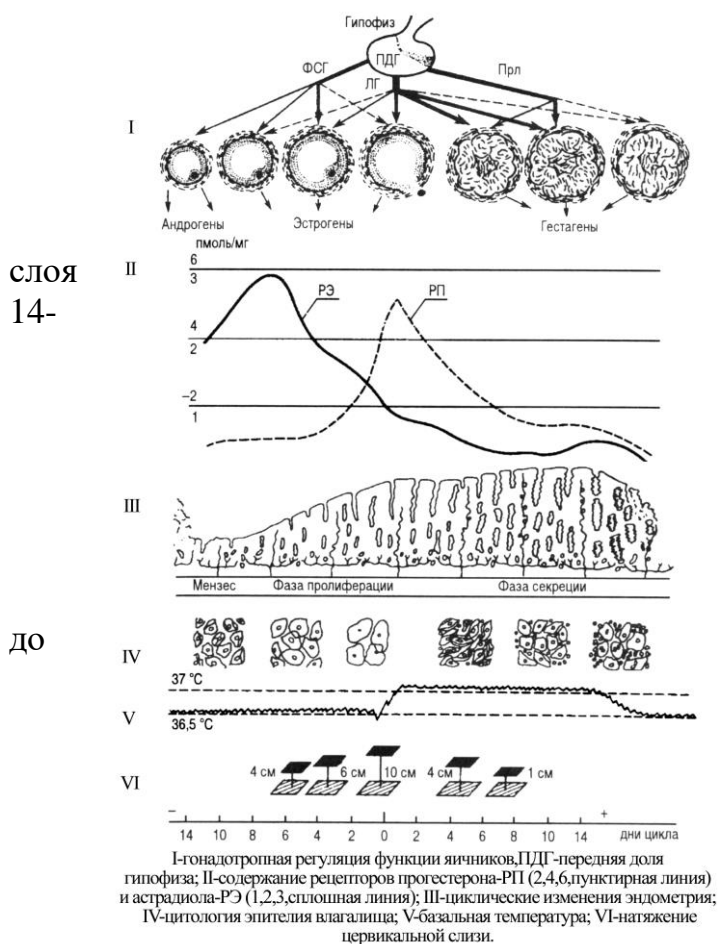 Гипофиз
ПДГ
ФСГ
ЛГ
Прл
I
Андрогены
Эстрогены
Гестагены
пмоль/мг
слоя
14-
II
6
3
РЭ
РП
4
2
–2
1
III
Мензес
Фаза пролиферации
Фаза секреции
до
IV
37 °C
V
36,5 °C
VI
4 см
6 см
10 см
4 см
1 см
–
+
14 10 8 6 4 2 0 2 4 6 8 10 14 дни цикла
I-гонадотропная регуляция функции яичников,ПДГ-передняя доля
гипофиза; II-содержание рецепторов прогестерона-РП (2,4,6,пунктирная линия)
и астрадиола-РЭ (1,2,3,сплошная линия); III-циклические изменения эндометрия;
IV-цитология эпителия влагалища; V-базальная температура; VI-натяжение
цервикальной слизи.